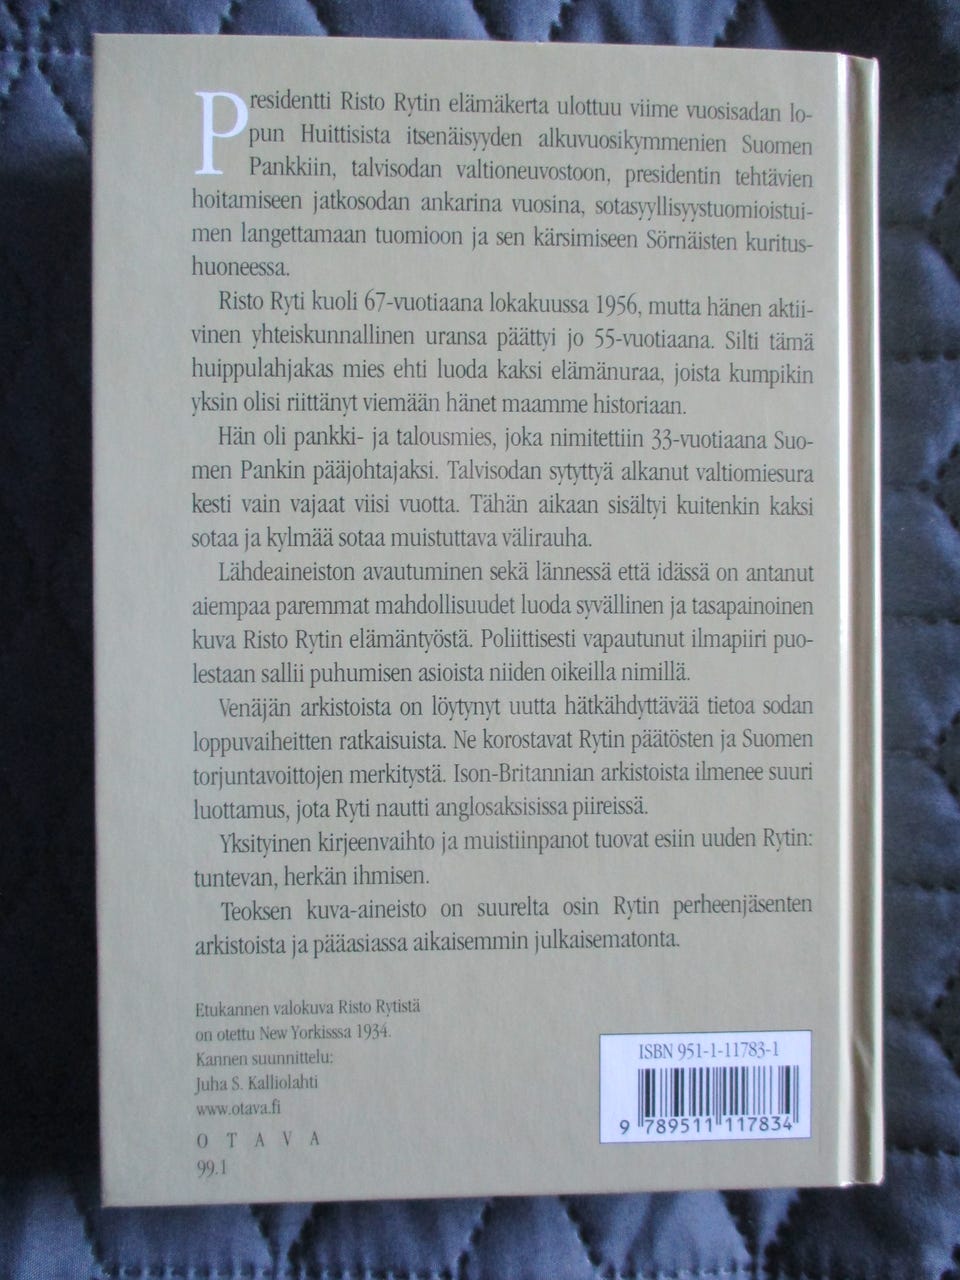 Presidentti Risto Rytin elämäkerta ulottuu viime vuosisadan lo-
pun Huittisista itsenäisyyden alkuvuosikymmenien Suomen
Pankkiin, talvisodan valtioneuvostoon, presidentin tehtävien
hoitamiseen jatkosodan ankarina vuosina, sotasyyllisyystuomioistui-
men langettamaan tuomioon ja sen kärsimiseen Sörnäisten kuritus-
huoneessa.
Risto Ryti kuoli 67-vuotiaana lokakuussa 1956, mutta hänen aktii-
vinen yhteiskunnallinen uransa päättyi jo 55-vuotiaana. Silti tämä
huippulahjakas mies ehti luoda kaksi elämänuraa, joista kumpikin
yksin olisi riittänyt viemään hänet maamme historiaan.
Hän oli pankki- ja talousmies, joka nimitettiin 33-vuotiaana Suo-
men Pankin pääjohtajaksi. Talvisodan sytyttyä alkanut valtiomiesura
kesti vain vajaat viisi vuotta. Tähän aikaan sisältyi kuitenkin kaksi
sotaa ja kylmää sotaa muistuttava välirauha.
Lähdeaineiston avautuminen sekä lännessä että idässä on antanut
aiempaa paremmat mahdollisuudet luoda syvällinen ja tasapainoinen
kuva Risto Rytin elämäntyöstä. Poliittisesti vapautunut ilmapiiri puo-
lestaan sallii puhumisen asioista niiden oikeilla nimillä.
Venäjän arkistoista on löytynyt uutta hätkähdyttävää tietoa sodan
loppuvaiheitten ratkaisuista. Ne korostavat Rytin päätösten ja Suomen
torjuntavoittojen merkitystä. Ison-Britannian arkistoista ilmenee suuri
luottamus, jota Ryti nautti anglosaksisissa piireissä.
Yksityinen kirjeenvaihto ja muistiinpanot tuovat esiin uuden Rytin:
tuntevan, herkän ihmisen.
Teoksen kuva-aineisto on suurelta osin Rytin perheenjäsenten
arkistoista ja pääasiassa aikaisemmin julkaisematonta.
Etukannen valokuva Risto Rytistä
on otettu New Yorkisssa 1934.
Kannen suunnittelu:
Juha S. Kalliolahti
www.otava.fi
O T A V A
99.1
ISBN 951-1-11783-1
9 789511 117834